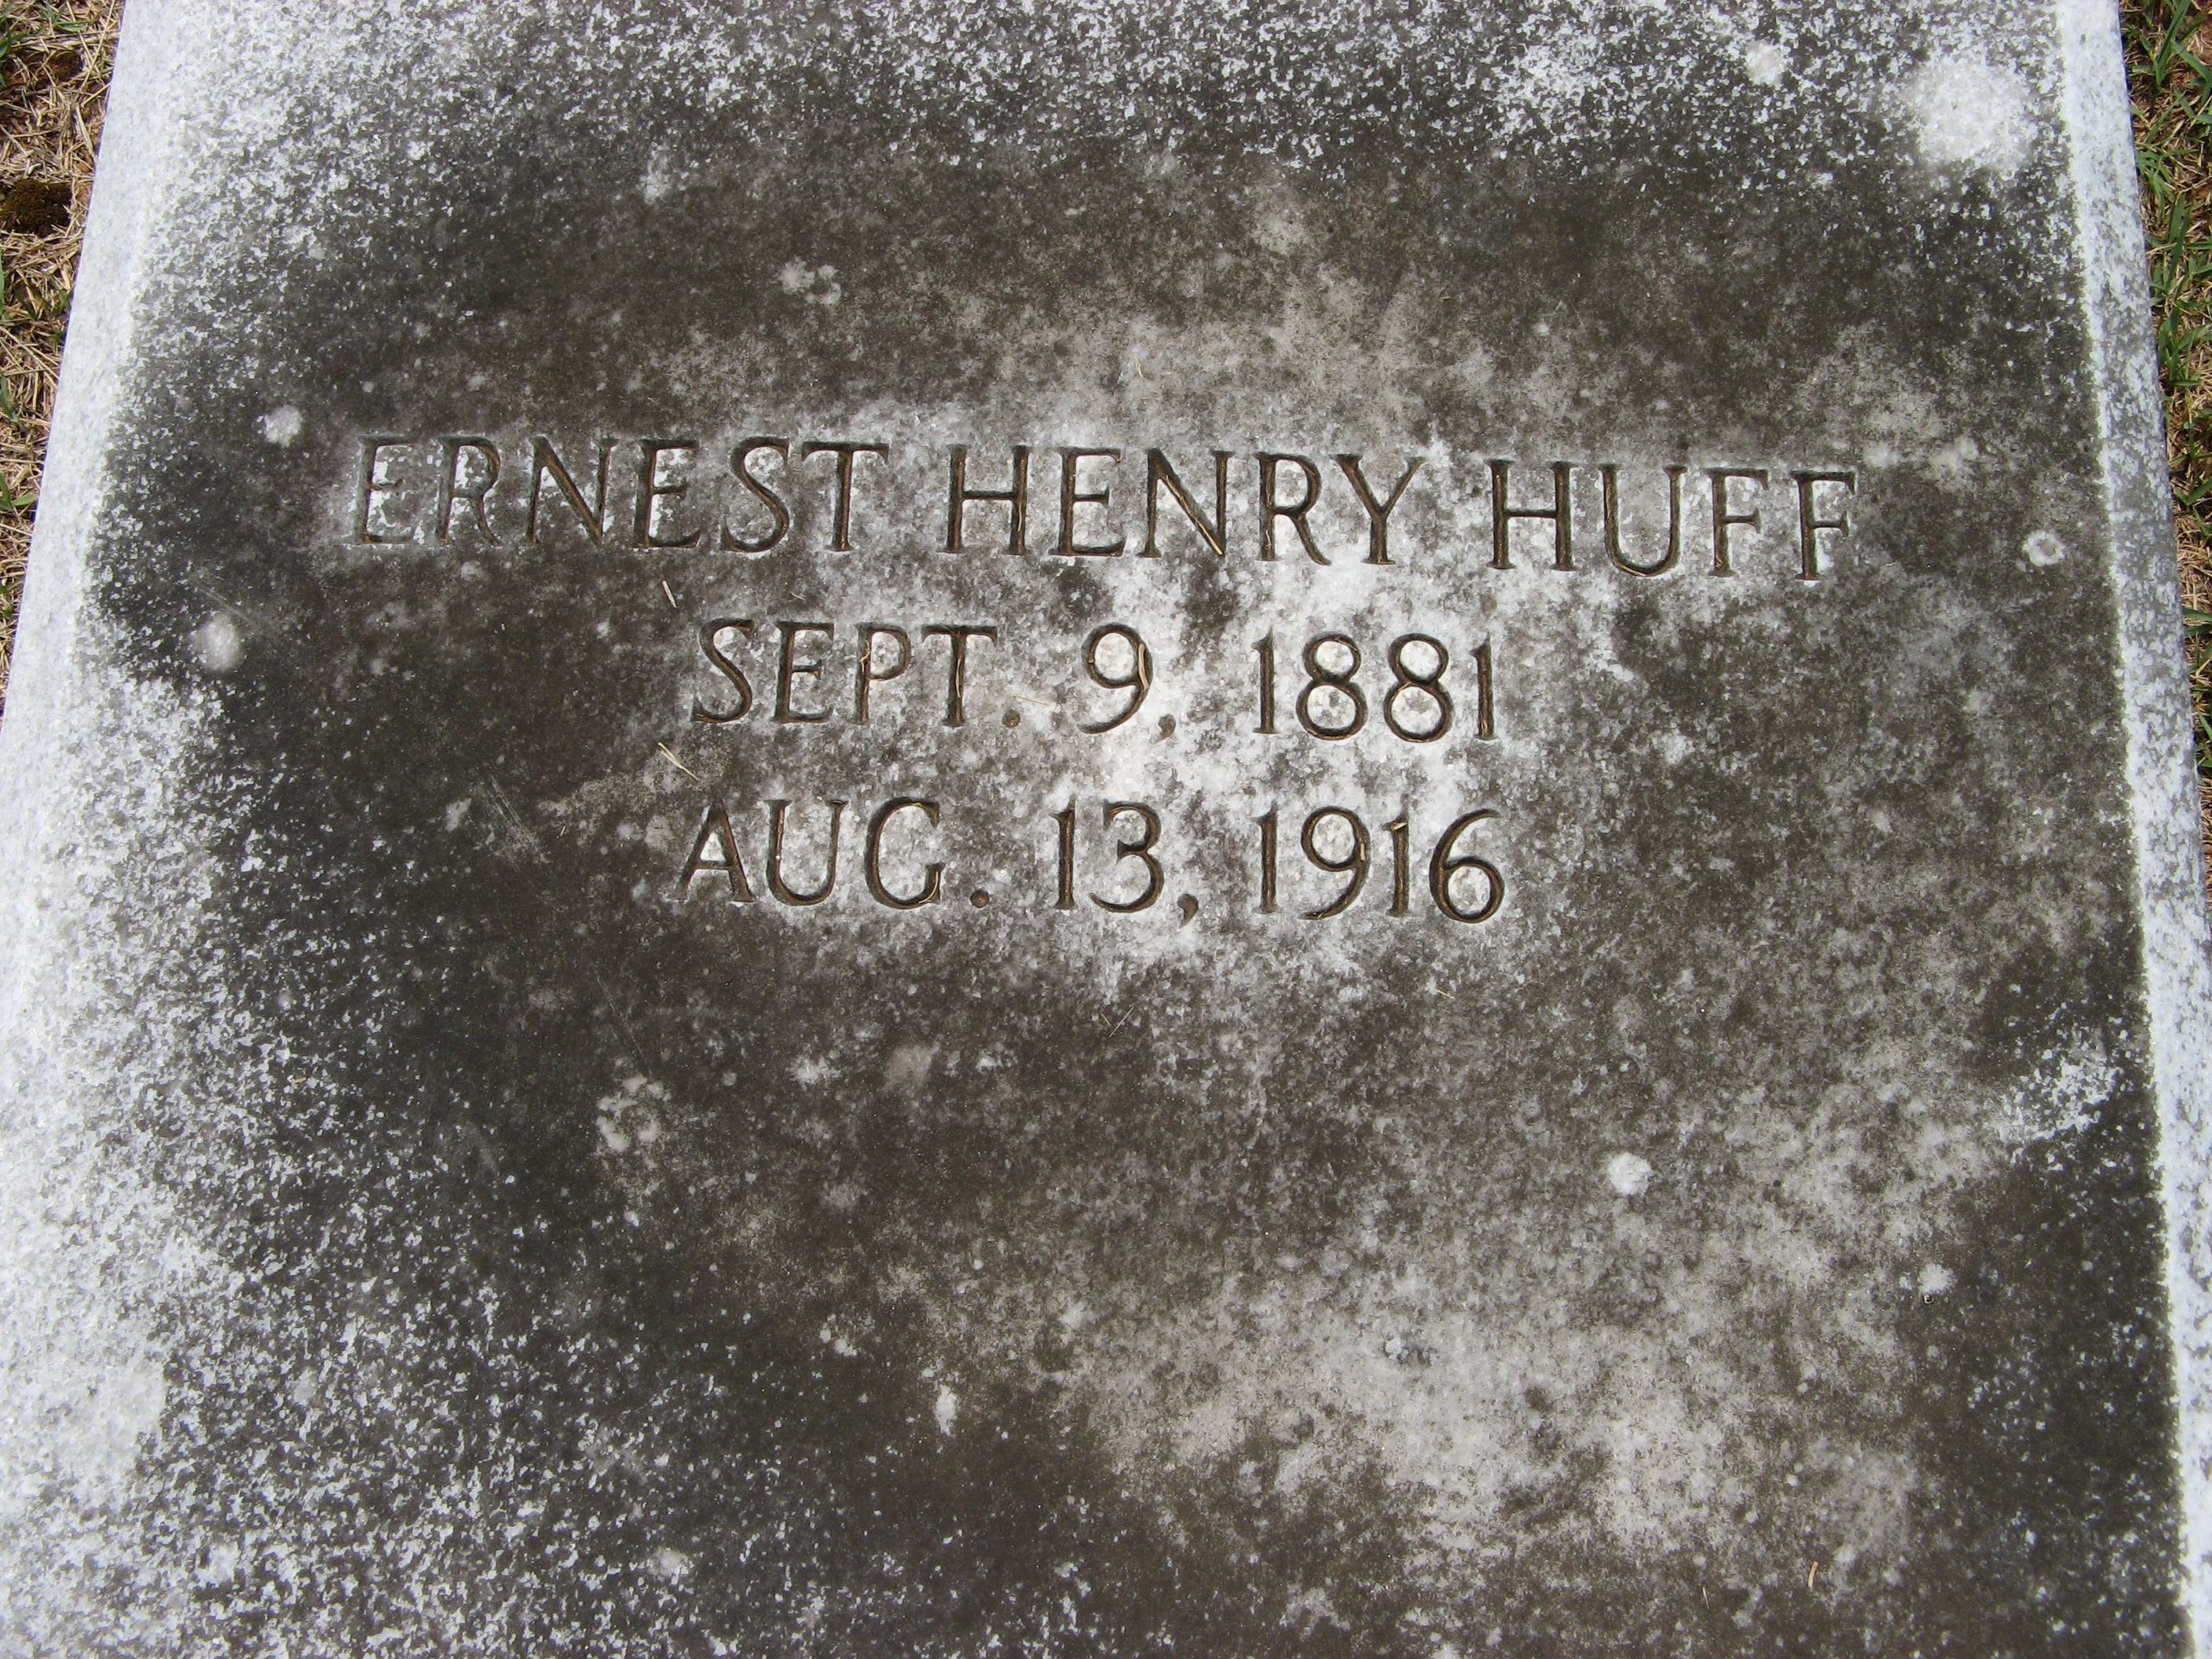 ERNEST HENRY HUFF
SEPT. 9, 1881
AUG. 13, 1916